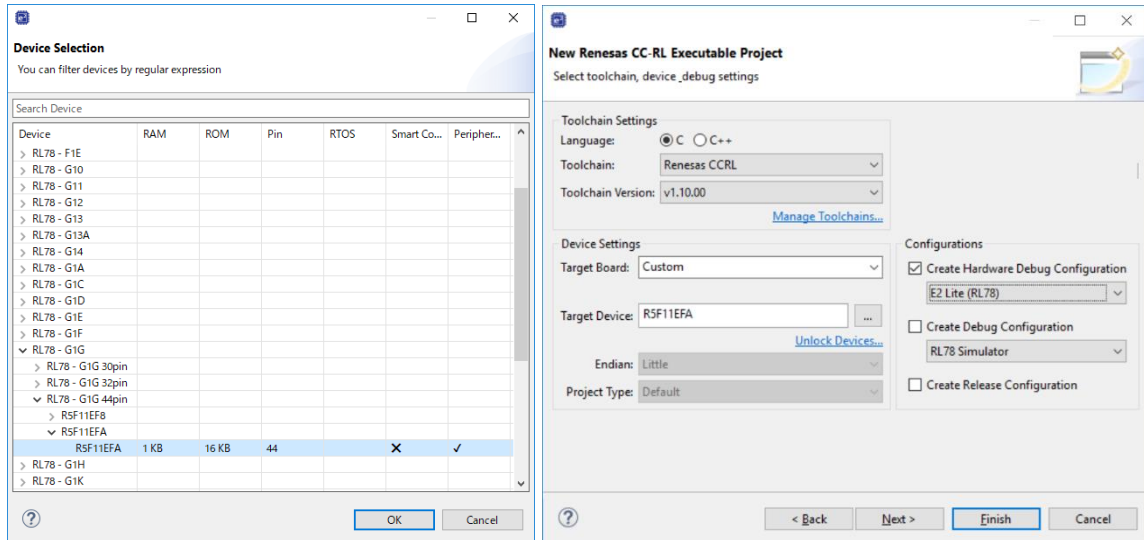 Device Selection
You can filter devices by regular expression
Search Device
Device RAM ROM Pin RTOS Smart Co... Peripher...
RL78 - F1E
RL78 - G10
RL78 - G11
RL78 - G12
RL78 - G13
RL78 - G13A
RL78 - G14
RL78 - G1A
RL78 - G1C
RL78 - G1D
RL78 - G1E
RL78 - G1F
RL78 - G1G
RL78 - G1G 30pin
RL78 - G1G 32pin
RL78 - G1G 44pin
R5F11EF8
R5F11EFA
R5F11EFA 1 KB 16 KB 44
RL78 - G1H
RL78 - G1K
OK Cancel
New Renesas CC-RL Executable Project
Select toolchain, device ,debug settings
Toolchain Settings
Language: C C++
Toolchain: Renesas CCRL
Toolchain Version: v1.10.00
Manage Toolchains...
Device Settings
Target Board: Custom
Target Device: R5F11EFA ...
Unlock Devices...
Endian: Little
Project Type: Default
Configurations
Create Hardware Debug Configuration
E2 Lite (RL78)
Create Debug Configuration
RL78 Simulator
Create Release Configuration
< Back Next > Finish Cancel